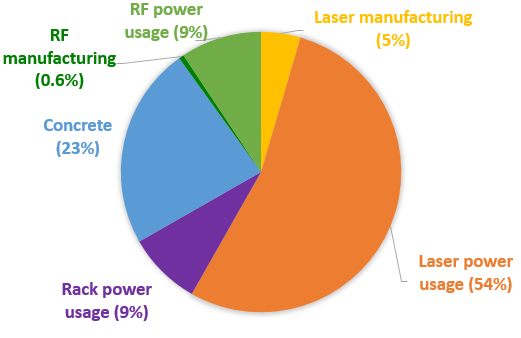 RF power
usage (9%)
Laser manufacturing
(5%)
RF
manufacturing
(0.6%)
Concrete
(23%)
Laser power
usage (54%)
Rack power
usage (9%)